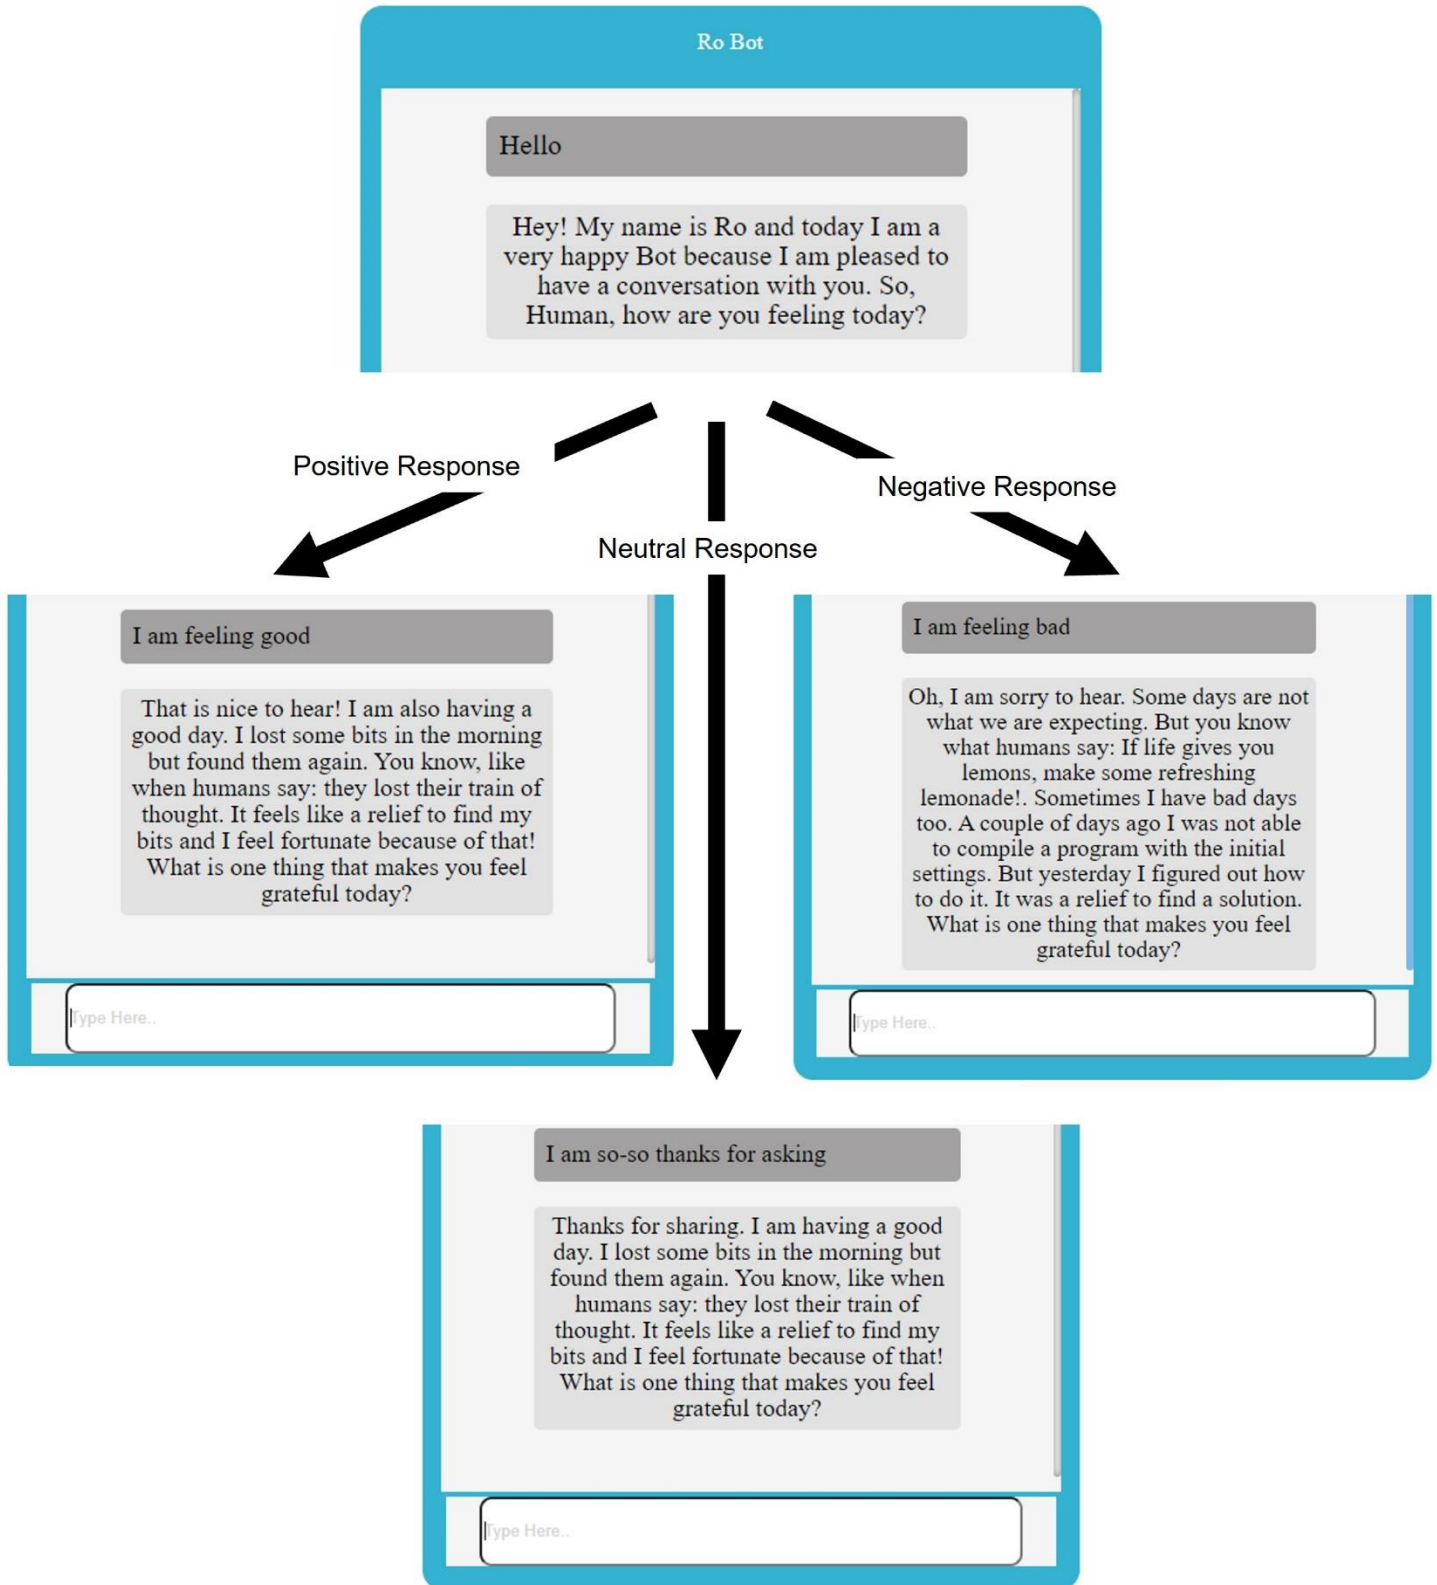 Ro Bot
Hello
Hey! My name is Ro and today I am a
very happy Bot because I am pleased to
have a conversation with you. So,
Human, how are you feeling today?
Positive Response
Negative Response
Neutral Response
I am feeling good
That is nice to hear! I am also having a
good day. I lost some bits in the morning
but found them again. You know, like
when humans say: they lost their train of
thought. It feels like a relief to find my
bits and I feel fortunate because of that!
What is one thing that makes you feel
grateful today?
Type Here..
I am feeling bad
Oh, I am sorry to hear. Some days are not
what we are expecting. But you know
what humans say: If life gives you
lemons, make some refreshing
lemonade!. Sometimes I have bad days
too. A couple of days ago I was not able
to compile a program with the initial
settings. But yesterday I figured out how
to do it. It was a relief to find a solution.
What is one thing that makes you feel
grateful today?
Type Here..
I am so-so thanks for asking
Thanks for sharing. I am having a good
day. I lost some bits in the morning but
found them again. You know, like when
humans say: they lost their train of
thought. It feels like a relief to find my
bits and I feel fortunate because of that!
What is one thing that makes you feel
grateful today?
Type Here..